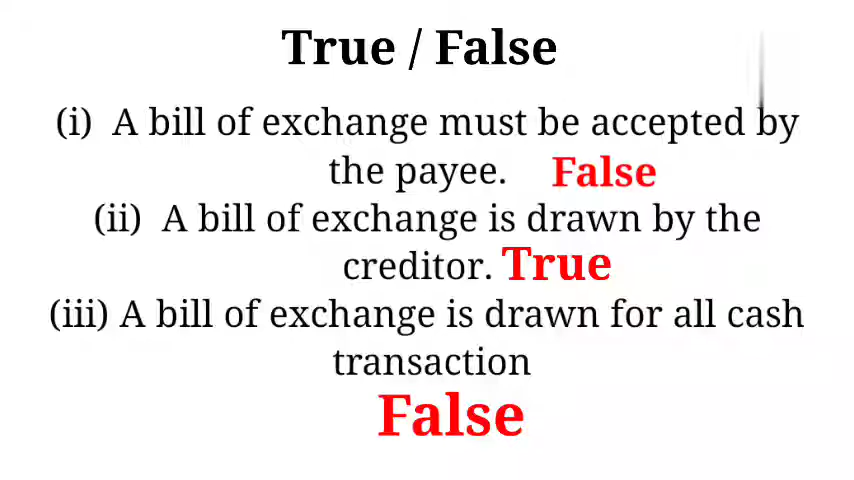 True / False
(i) A bill of exchange must be accepted by
the payee. False
(ii) A bill of exchange is drawn by the
creditor. True
(iii) A bill of exchange is drawn for all cash
transaction
False